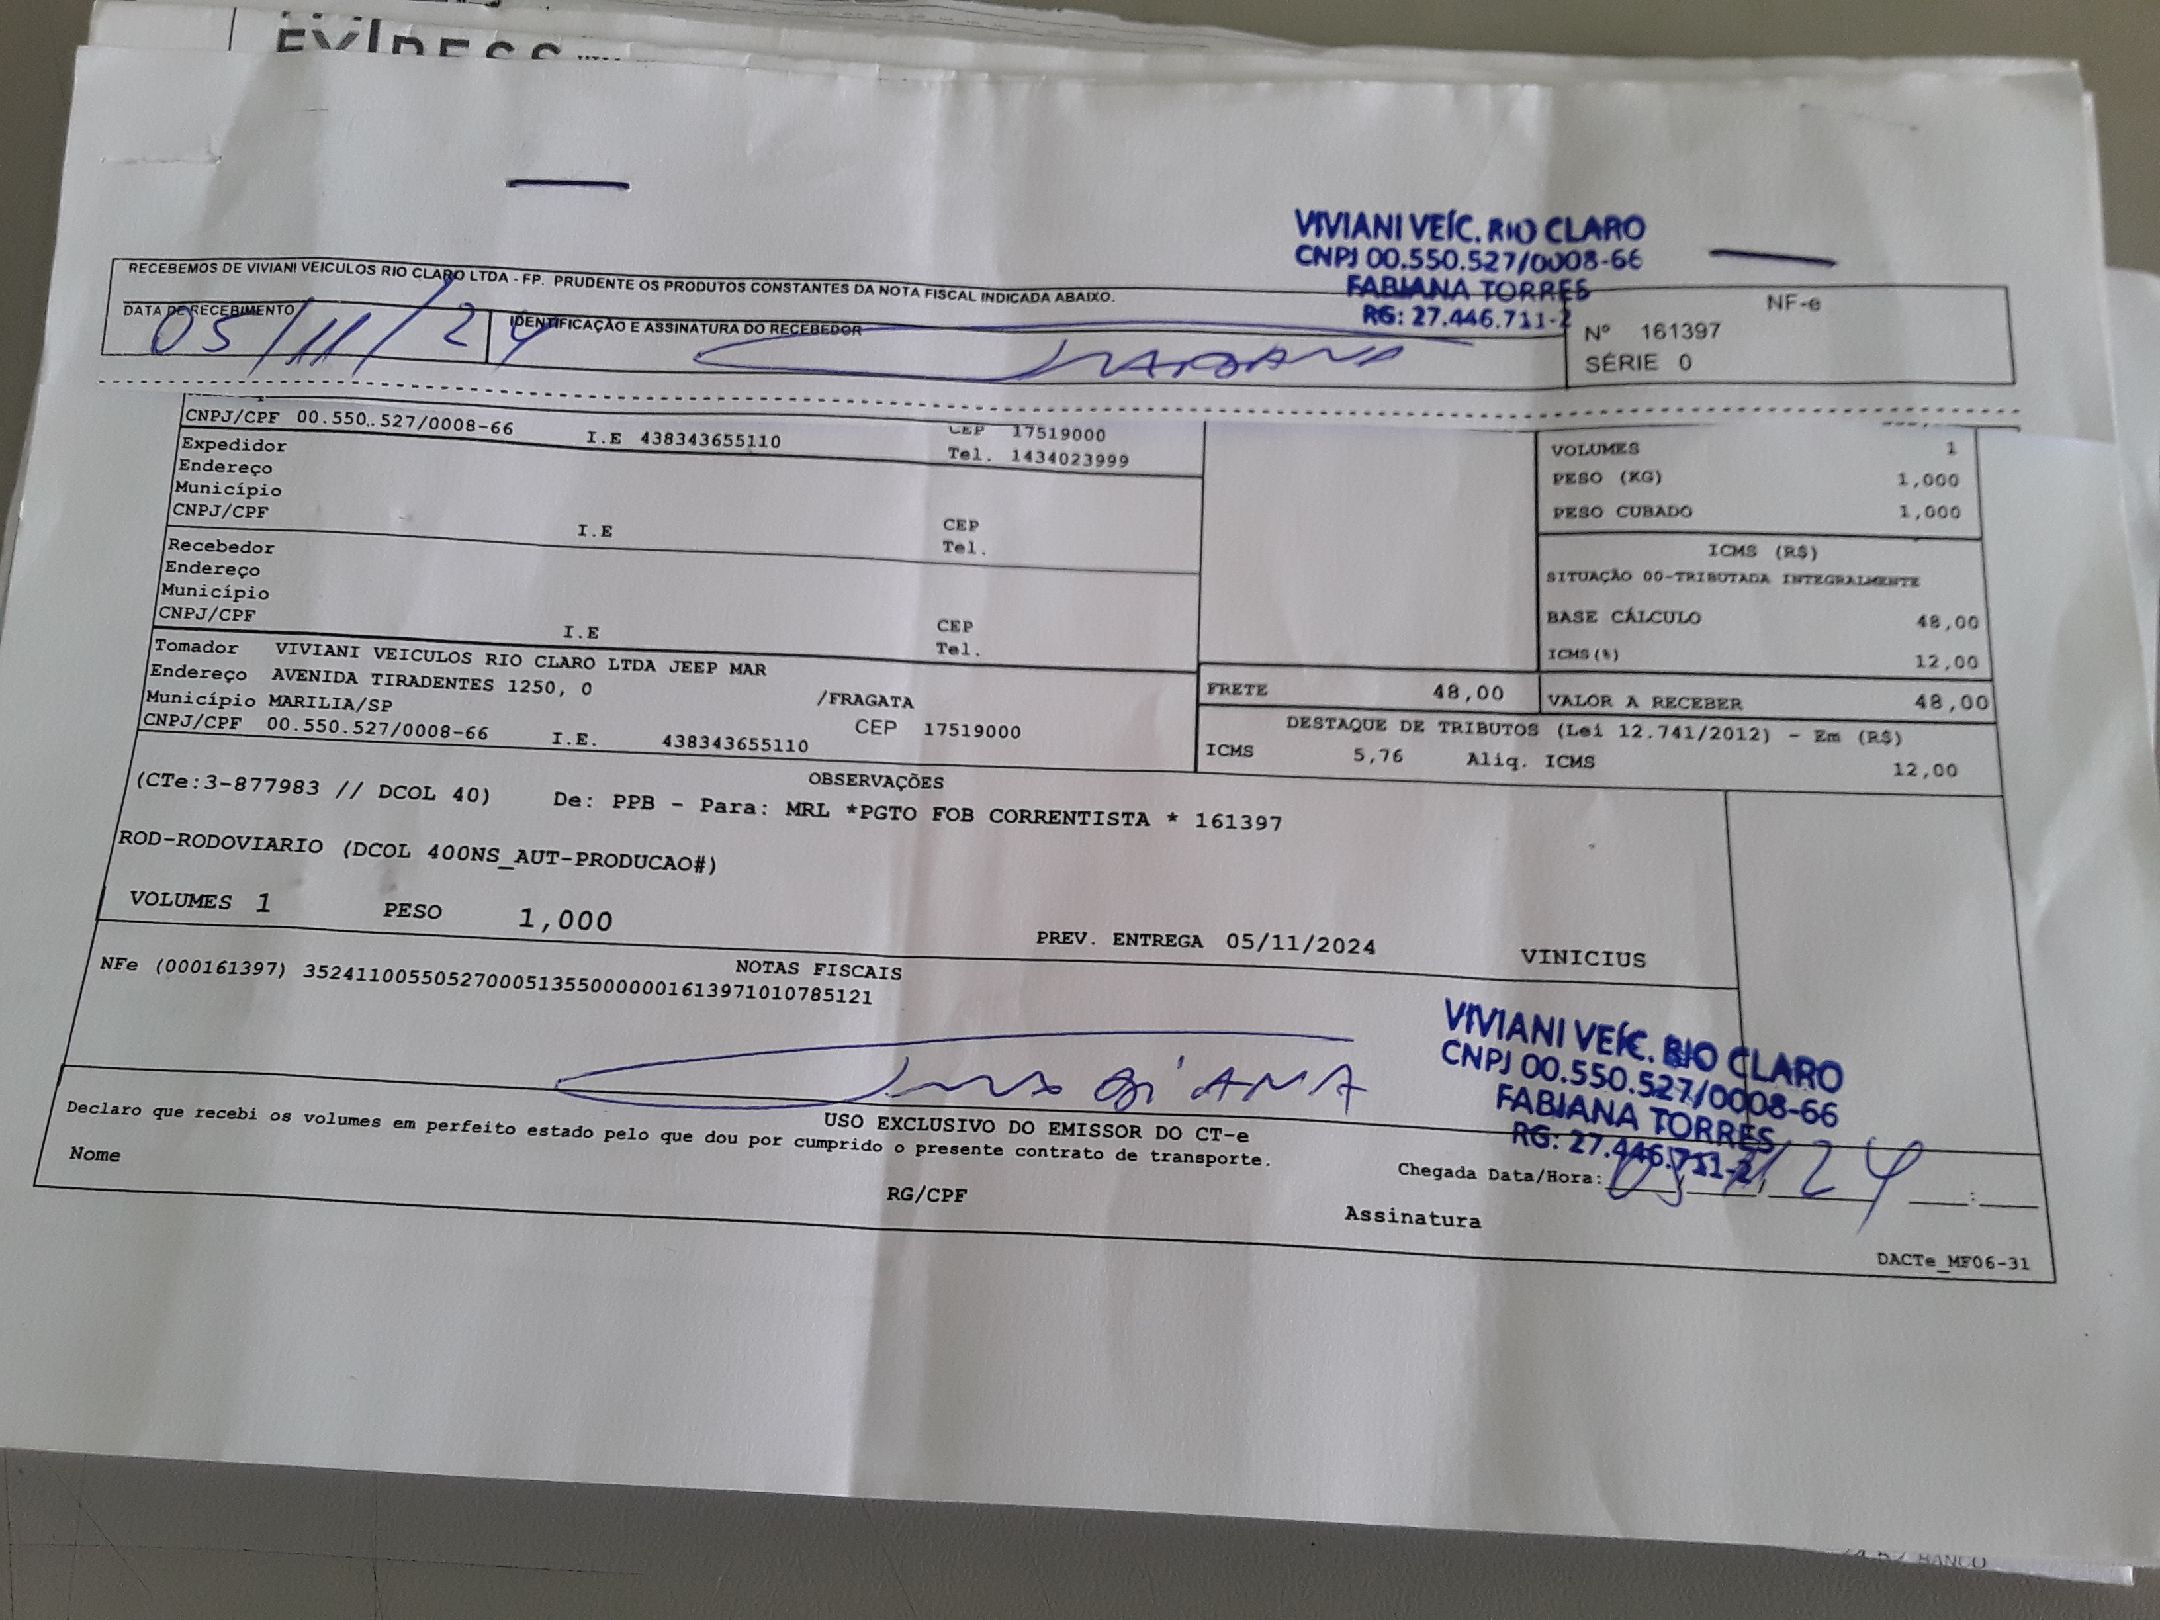 RECEBEMOS DE VIVIANI VEICULOS RIO CLARO LTDA - FP. PRUDENTE OS PRODUTOS CONSTANTES DA NOTA FISCAL INDICADA ABAIXO.
VIVIANI VEÍC. RIO CLARO
CNPJ 00.550.527/0008-66
FABIANA TORRES
RG: 27.446.711-2
DATA DE RECEBIMENTO
05/11/24
IDENTIFICAÇÃO E ASSINATURA DO RECEBEDOR
NF-e
Nº 161397
SÉRIE 0
CNPJ/CPF 00.550.527/0008-66 I.E 438343655110 CEP 17519000
Tel. 1434023999
Expedidor
Endereço
Município
CNPJ/CPF I.E CEP
Tel.
Recebedor
Endereço
Município
CNPJ/CPF I.E CEP
Tel.
Tomador VIVIANI VEICULOS RIO CLARO LTDA JEEP MAR
Endereço AVENIDA TIRADENTES 1250, 0 /FRAGATA
Município MARILIA/SP CEP 17519000
CNPJ/CPF 00.550.527/0008-66 I.E. 438343655110
VOLUMES 1
PESO (KG) 1,000
PESO CUBADO 1,000
ICMS (R$)
SITUAÇÃO 00-TRIBUTADA INTEGRALMENTE
BASE CÁLCULO 48,00
ICMS(%) 12,00
FRETE 48,00 VALOR A RECEBER 48,00
DESTAQUE DE TRIBUTOS (Lei 12.741/2012) - Em (R$)
ICMS 5,76 Aliq. ICMS 12,00
OBSERVAÇÕES
(CTe:3-877983 // DCOL 40) De: PPB - Para: MRL *PGTO FOB CORRENTISTA * 161397
ROD-RODOVIARIO (DCOL 400NS_AUT-PRODUCAO#)
VOLUMES 1 PESO 1,000 PREV. ENTREGA 05/11/2024 VINICIUS
NOTAS FISCAIS
NFe (000161397) 35241100550527000513550000001613971010785121
VIVIANI VEÍC. RIO CLARO
CNPJ 00.550.527/0008-66
FABIANA TORRES
RG: 27.446.711-2
USO EXCLUSIVO DO EMISSOR DO CT-e
Declaro que recebi os volumes em perfeito estado pelo que dou por cumprido o presente contrato de transporte.
Chegada Data/Hora: /24 :
Nome RG/CPF Assinatura
DACTe_MF06-31
BANCO